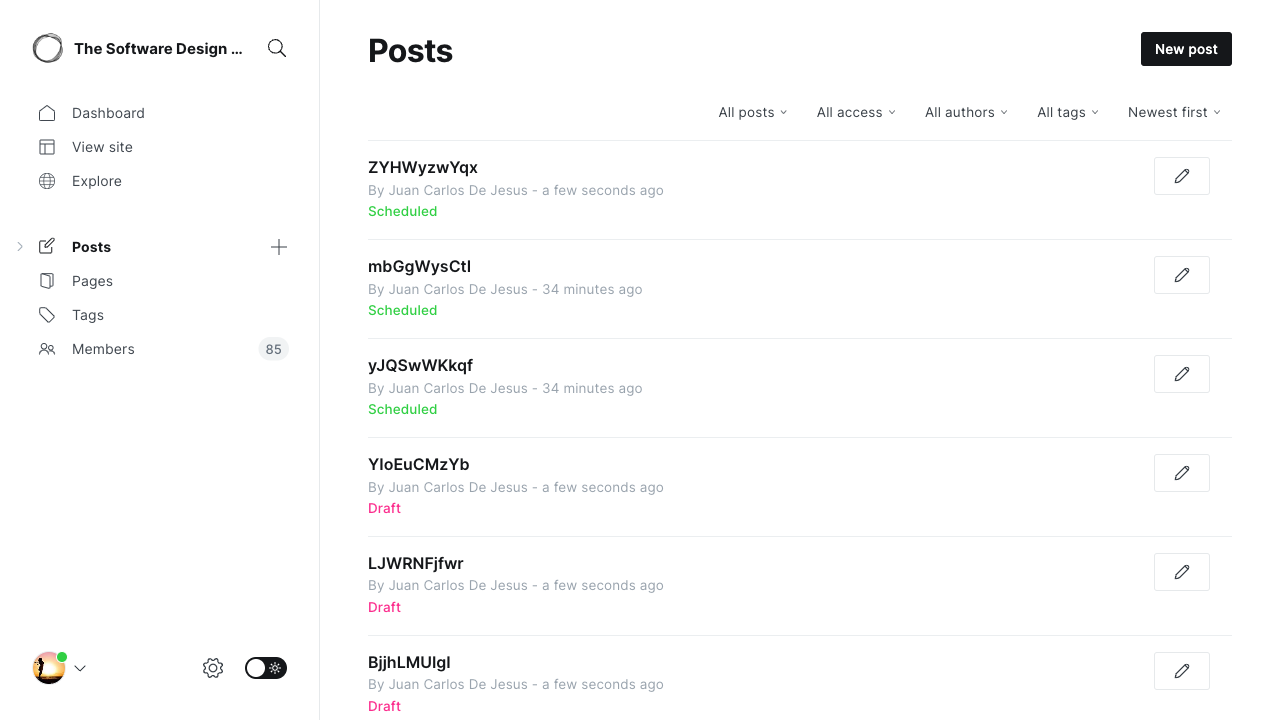 The Software Design ...
Dashboard
View site
Explore
Posts
Pages
Tags
Members 85
Posts
New post
All posts All access All authors All tags Newest first
ZYHWyzwYqx
By Juan Carlos De Jesus - a few seconds ago
Scheduled
mbGgWysCtI
By Juan Carlos De Jesus - 34 minutes ago
Scheduled
yJQSwWKkqf
By Juan Carlos De Jesus - 34 minutes ago
Scheduled
YIoEuCMzYb
By Juan Carlos De Jesus - a few seconds ago
Draft
LJWRNFjfwr
By Juan Carlos De Jesus - a few seconds ago
Draft
BjjhLMUIgI
By Juan Carlos De Jesus - a few seconds ago
Draft